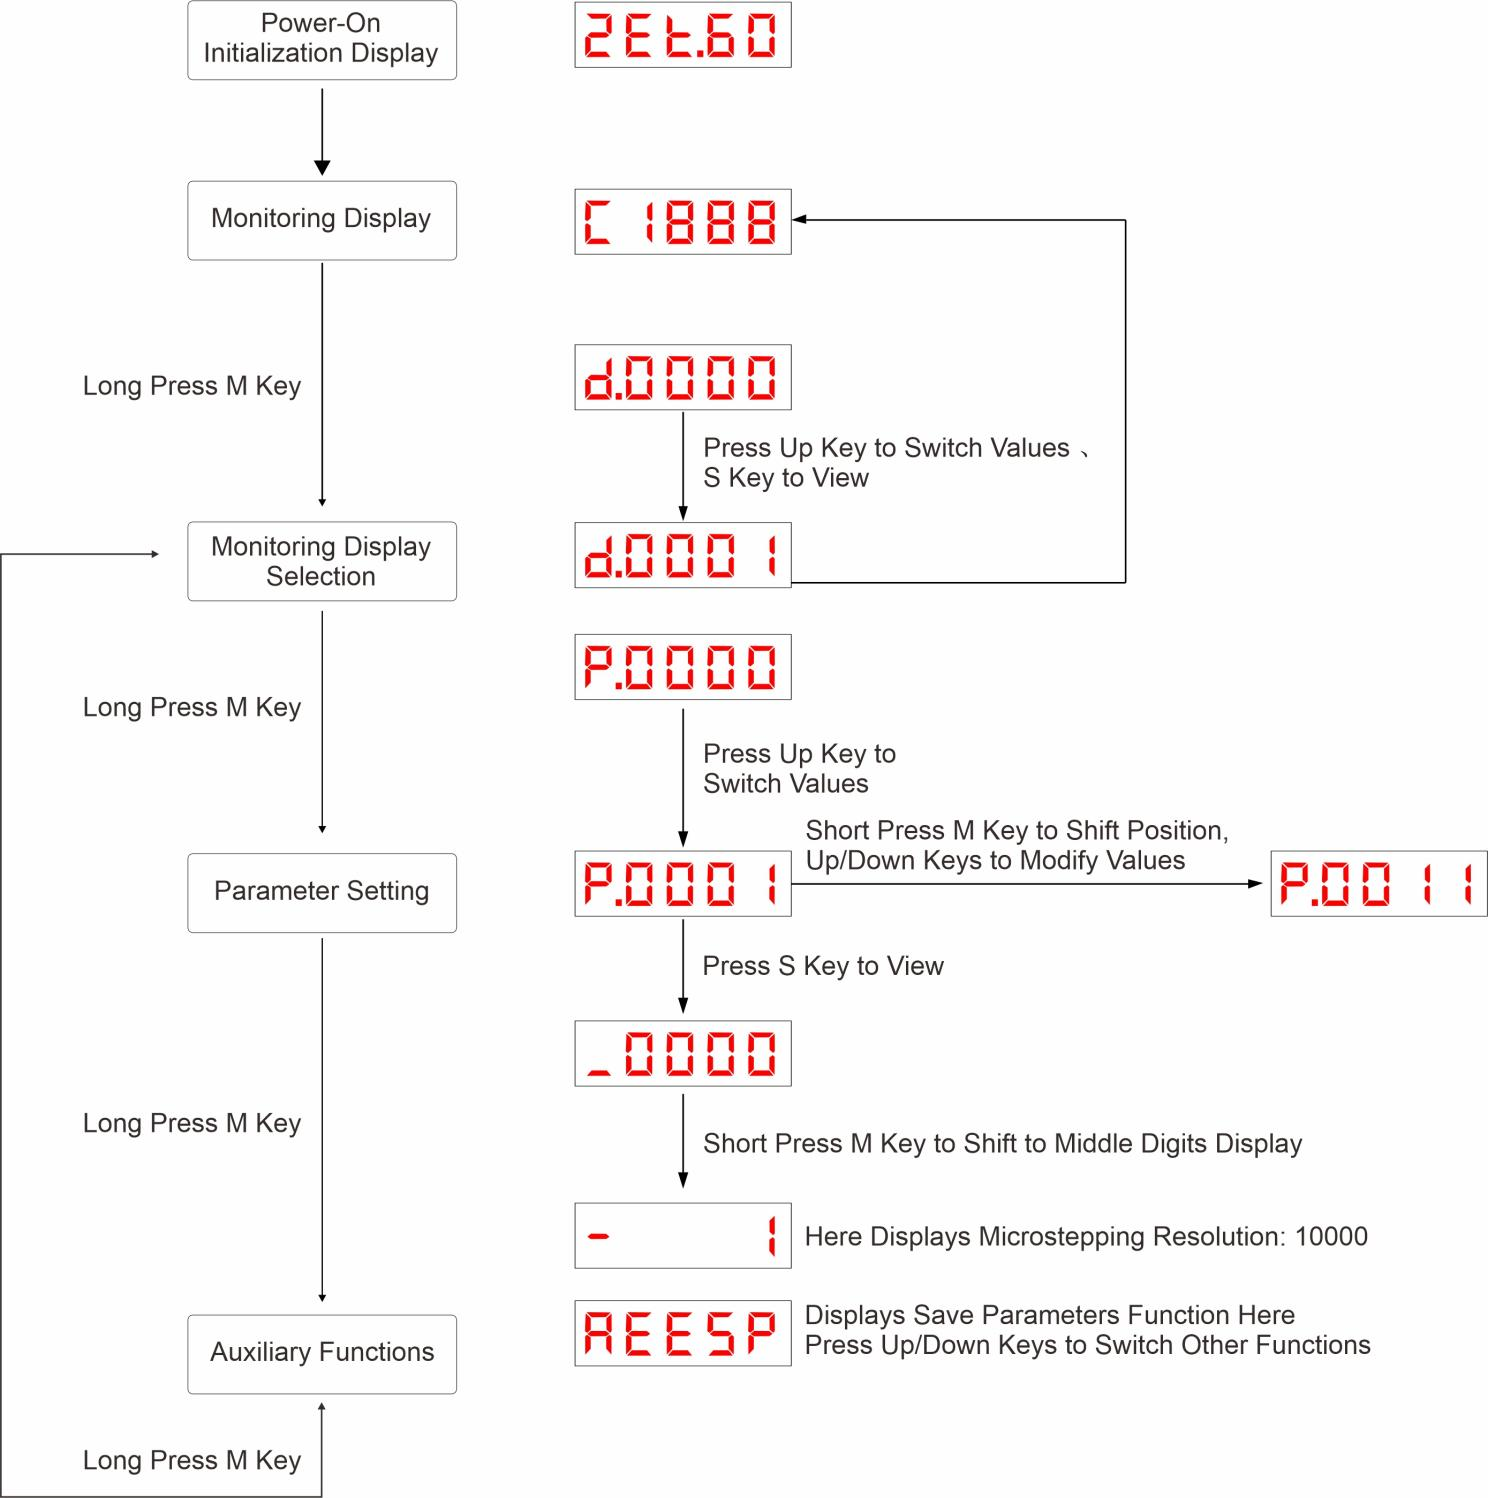 Power-On
Initialization Display
2Et.60
Monitoring Display
C1888
Long Press M Key
d.0000
Press Up Key to Switch Values 、
S Key to View
Monitoring Display
Selection
d.0001
Long Press M Key
P.0000
Press Up Key to
Switch Values
Parameter Setting
P.0001
Short Press M Key to Shift Position,
Up/Down Keys to Modify Values
P.0011
Press S Key to View
_0000
Long Press M Key
Short Press M Key to Shift to Middle Digits Display
- 1
Here Displays Microstepping Resolution: 10000
Auxiliary Functions
AEESP
Displays Save Parameters Function Here
Press Up/Down Keys to Switch Other Functions
Long Press M Key